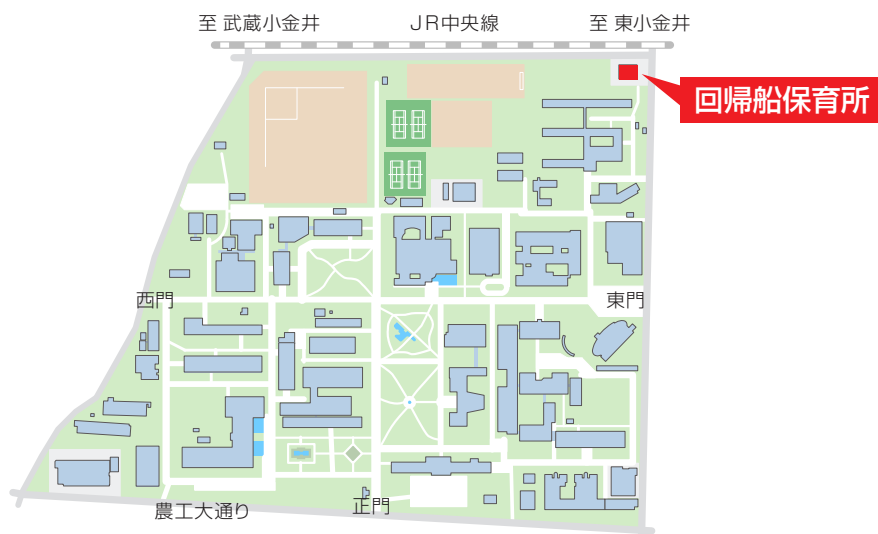 至 武蔵小金井
JR中央線
至 東小金井
回帰船保育所
西門
東門
農工大通り
正門